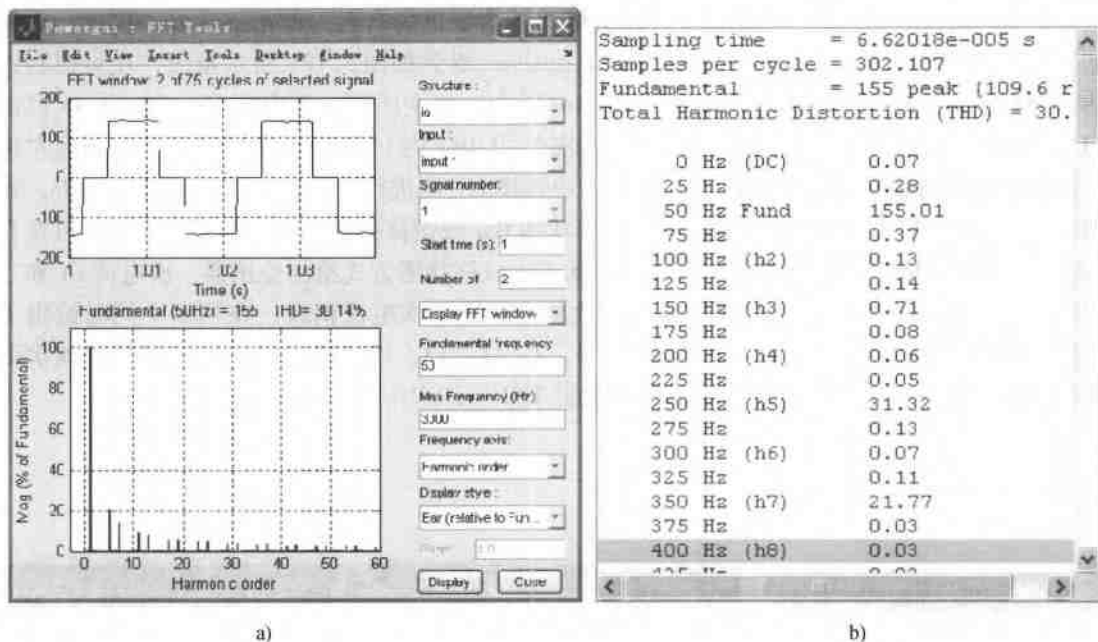 Powergui : FFT Tools
File Edit View Insert Tools Desktop Window Help
FFT window: 2 of 75 cycles of selected signal
200
100
0
-100
-200
1 1.01 1.02 1.03
Time (s)
Fundamental (50Hz) = 155 THD= 30.14%
100
80
60
40
20
0
0 10 20 30 40 50 60
Mag (% of Fundamental)
Harmonic order
Structure :
io
Input :
input 1
Signal number:
1
Start time (s): 1
Number of 2
Display FFT window
Fundamental frequency
50
Max Frequency (Hz)
3000
Frequency axis:
Harmonic order
Display style :
Bar (relative to Fun...
Display Close
a)
Sampling time = 6.62018e-005 s
Samples per cycle = 302.107
Fundamental = 155 peak (109.6 r
Total Harmonic Distortion (THD) = 30.
0 Hz (DC) 0.07
25 Hz 0.28
50 Hz Fund 155.01
75 Hz 0.37
100 Hz (h2) 0.13
125 Hz 0.14
150 Hz (h3) 0.71
175 Hz 0.08
200 Hz (h4) 0.06
225 Hz 0.05
250 Hz (h5) 31.32
275 Hz 0.13
300 Hz (h6) 0.07
325 Hz 0.11
350 Hz (h7) 21.77
375 Hz 0.03
400 Hz (h8) 0.03
b)